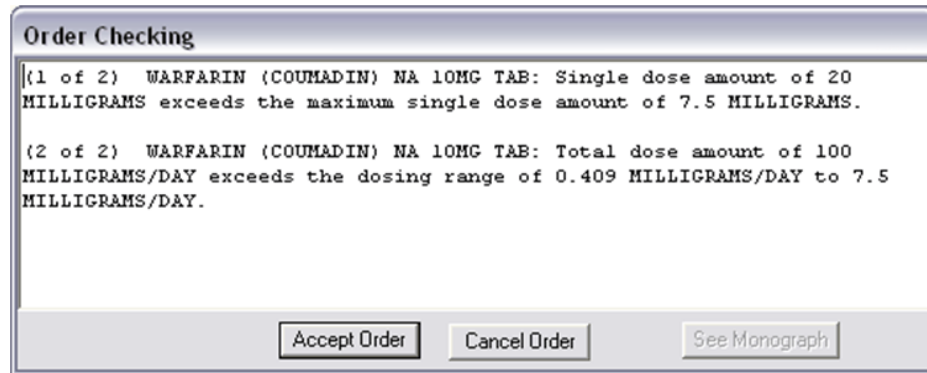 Order Checking
(1 of 2)  WARFARIN (COUMADIN) NA 10MG TAB: Single dose amount of 20
MILLIGRAMS exceeds the maximum single dose amount of 7.5 MILLIGRAMS.
(2 of 2)  WARFARIN (COUMADIN) NA 10MG TAB: Total dose amount of 100
MILLIGRAMS/DAY exceeds the dosing range of 0.409 MILLIGRAMS/DAY to 7.5
MILLIGRAMS/DAY.
Accept Order Cancel Order See Monograph